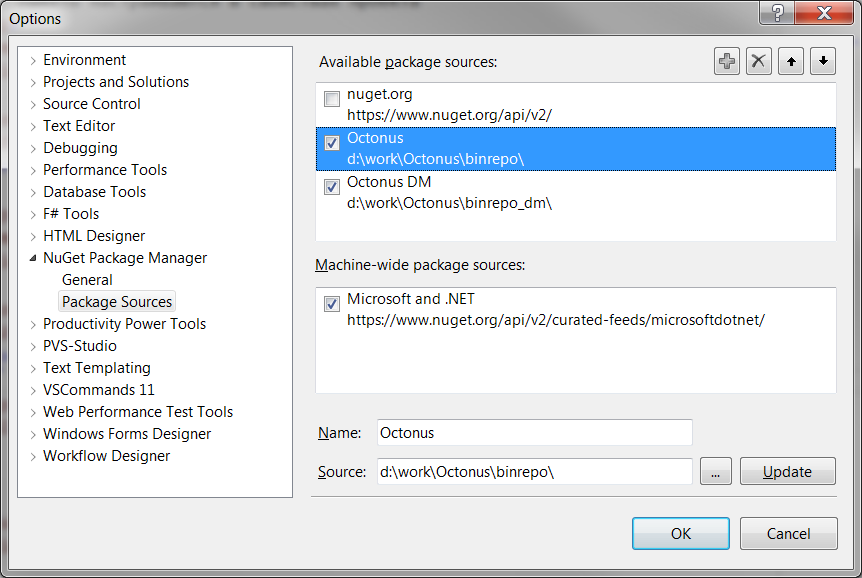 Options
Environment
Projects and Solutions
Source Control
Text Editor
Debugging
Performance Tools
Database Tools
F# Tools
HTML Designer
NuGet Package Manager
General
Package Sources
Productivity Power Tools
PVS-Studio
Text Templating
VSCommands 11
Web Performance Test Tools
Windows Forms Designer
Workflow Designer
Available package sources:
nuget.org
https://www.nuget.org/api/v2/
Octonus
d:\work\Octonus\binrepo\
Octonus DM
d:\work\Octonus\binrepo_dm\
Machine-wide package sources:
Microsoft and .NET
https://www.nuget.org/api/v2/curated-feeds/microsoftdotnet/
Name: Octonus
Source: d:\work\Octonus\binrepo\ ... Update
OK Cancel